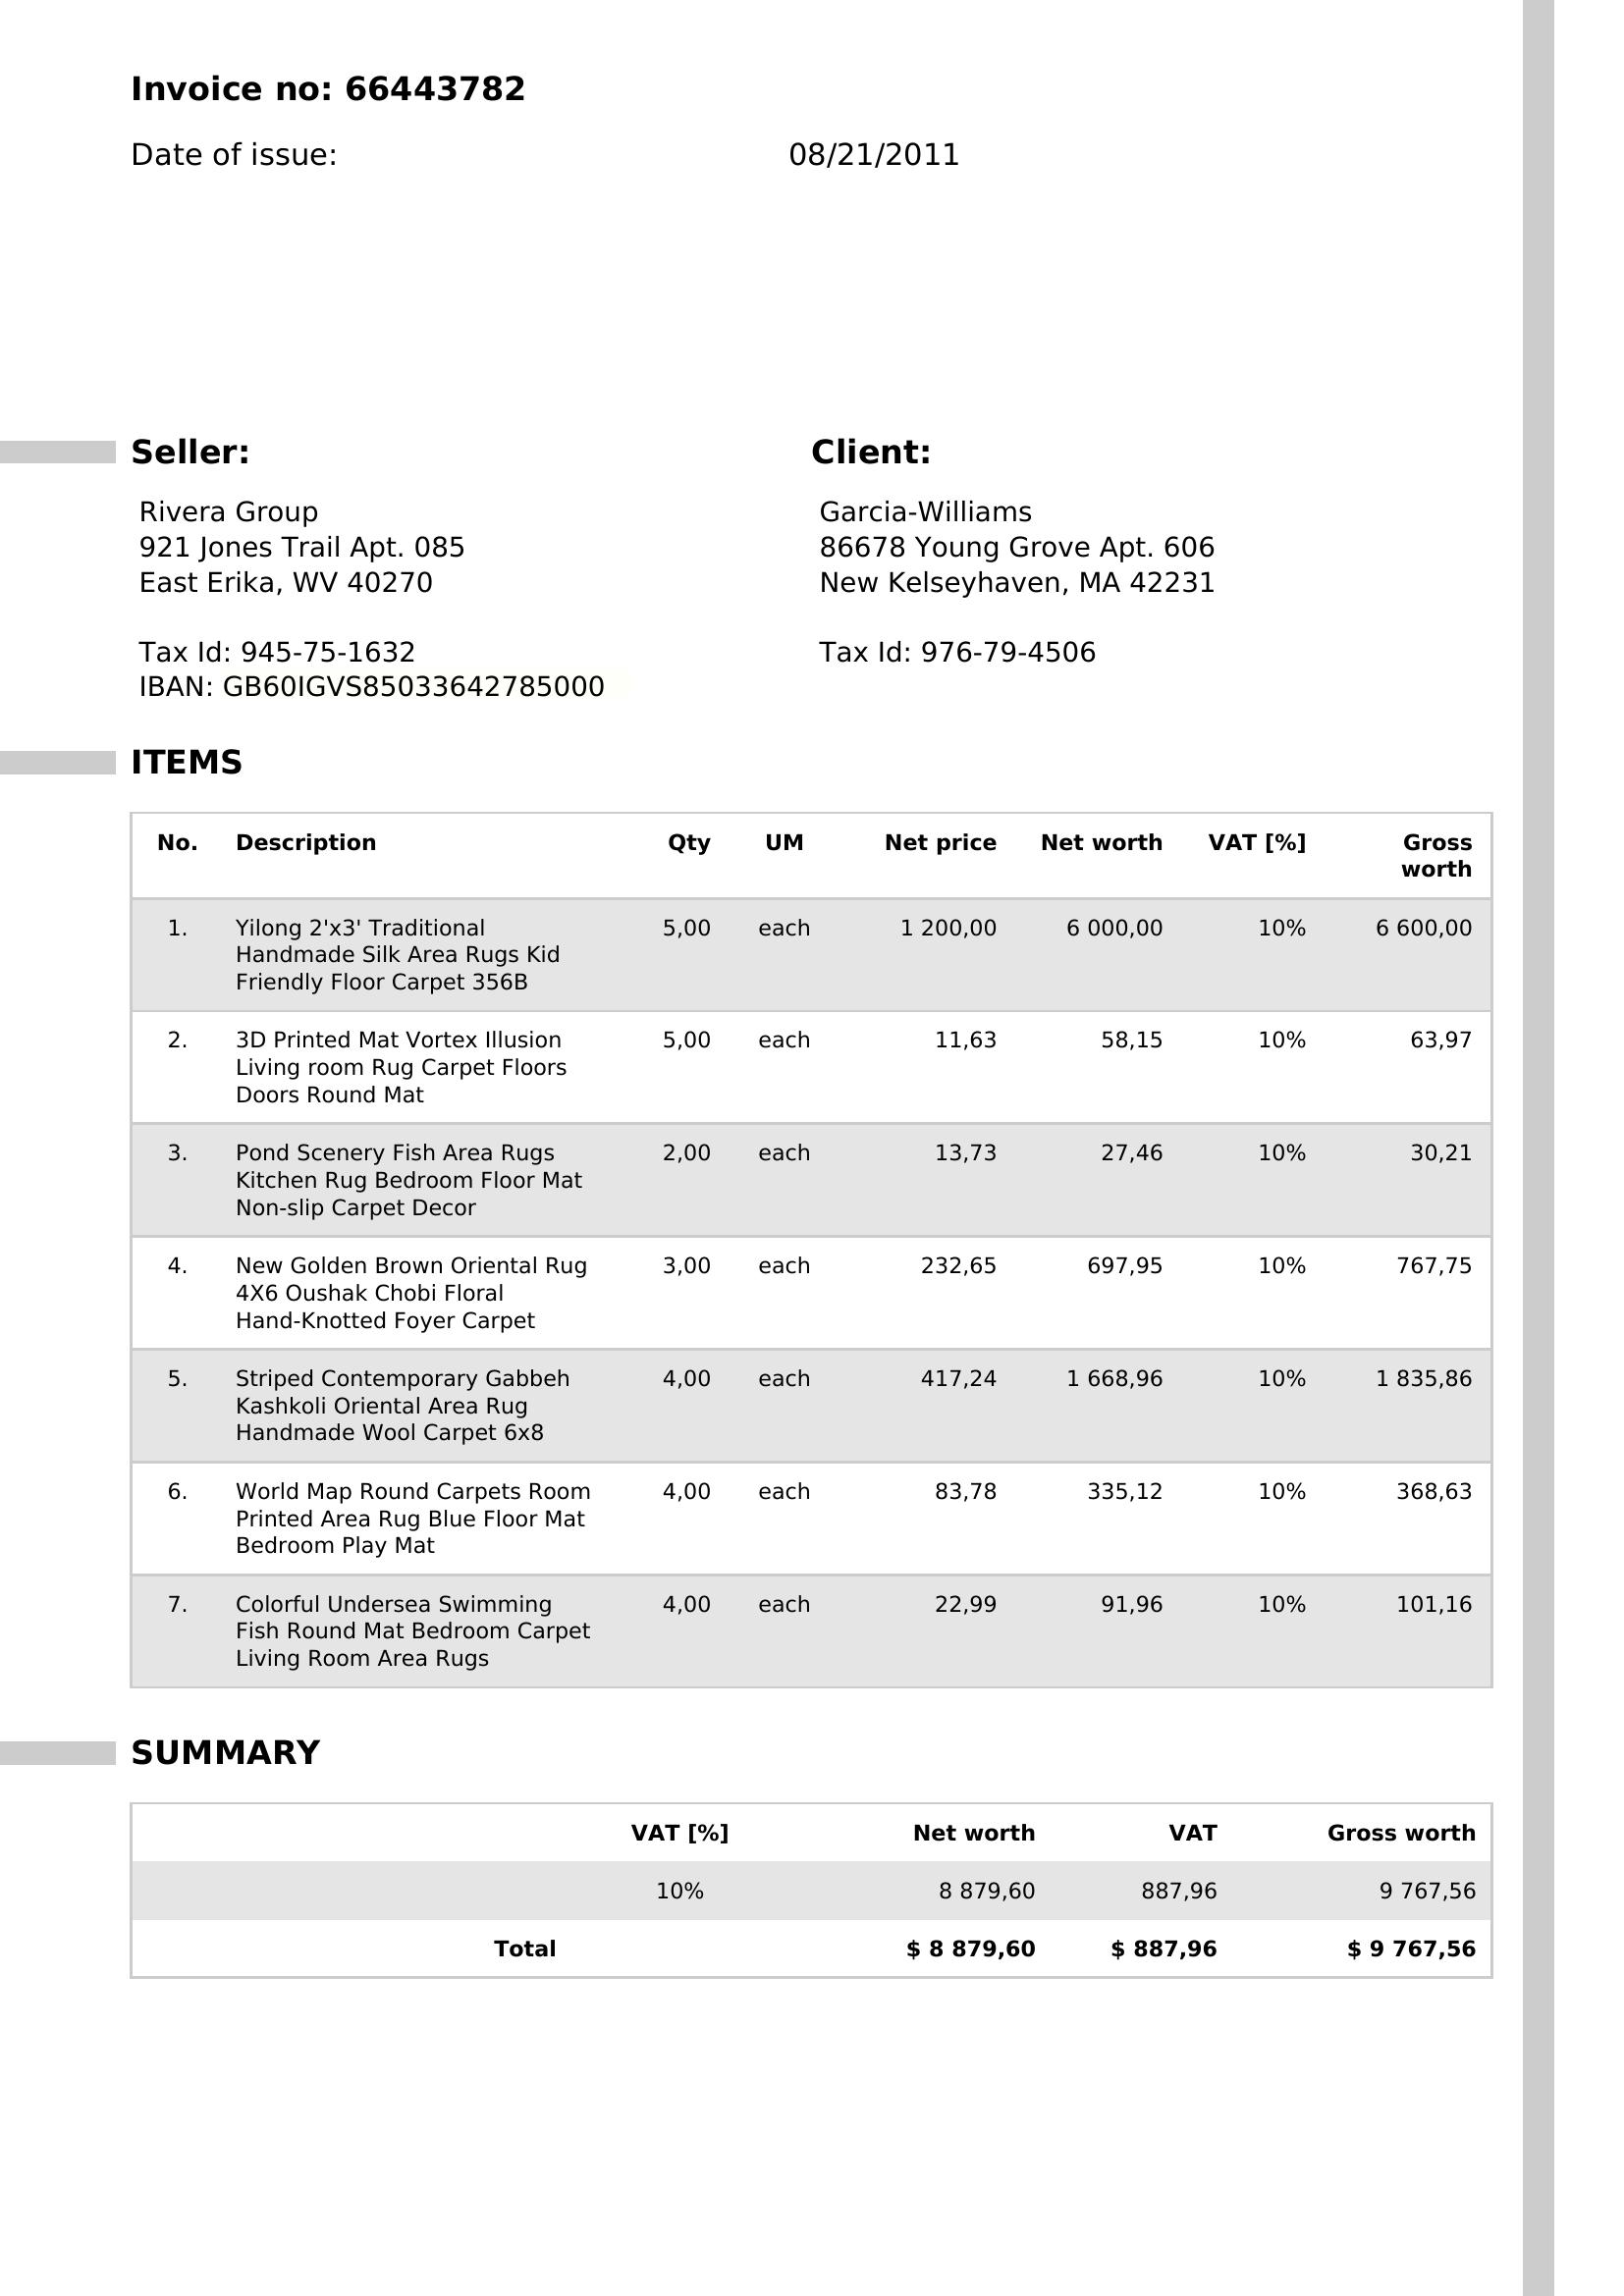 Invoice no: 66443782
Date of issue: 08/21/2011
Seller: Client:
Rivera Group Garcia-Williams
921 Jones Trail Apt. 085 86678 Young Grove Apt. 606
East Erika, WV 40270 New Kelseyhaven, MA 42231
Tax Id: 945-75-1632 Tax Id: 976-79-4506
IBAN: GB60IGVS85033642785000
ITEMS
No. Description Qty UM Net price Net worth VAT [%] Gross
worth
1. Yilong 2'x3' Traditional 5,00 each 1 200,00 6 000,00 10% 6 600,00
Handmade Silk Area Rugs Kid
Friendly Floor Carpet 356B
2. 3D Printed Mat Vortex Illusion 5,00 each 11,63 58,15 10% 63,97
Living room Rug Carpet Floors
Doors Round Mat
3. Pond Scenery Fish Area Rugs 2,00 each 13,73 27,46 10% 30,21
Kitchen Rug Bedroom Floor Mat
Non-slip Carpet Decor
4. New Golden Brown Oriental Rug 3,00 each 232,65 697,95 10% 767,75
4X6 Oushak Chobi Floral
Hand-Knotted Foyer Carpet
5. Striped Contemporary Gabbeh 4,00 each 417,24 1 668,96 10% 1 835,86
Kashkoli Oriental Area Rug
Handmade Wool Carpet 6x8
6. World Map Round Carpets Room 4,00 each 83,78 335,12 10% 368,63
Printed Area Rug Blue Floor Mat
Bedroom Play Mat
7. Colorful Undersea Swimming 4,00 each 22,99 91,96 10% 101,16
Fish Round Mat Bedroom Carpet
Living Room Area Rugs
SUMMARY
VAT [%] Net worth VAT Gross worth
10% 8 879,60 887,96 9 767,56
Total $ 8 879,60 $ 887,96 $ 9 767,56